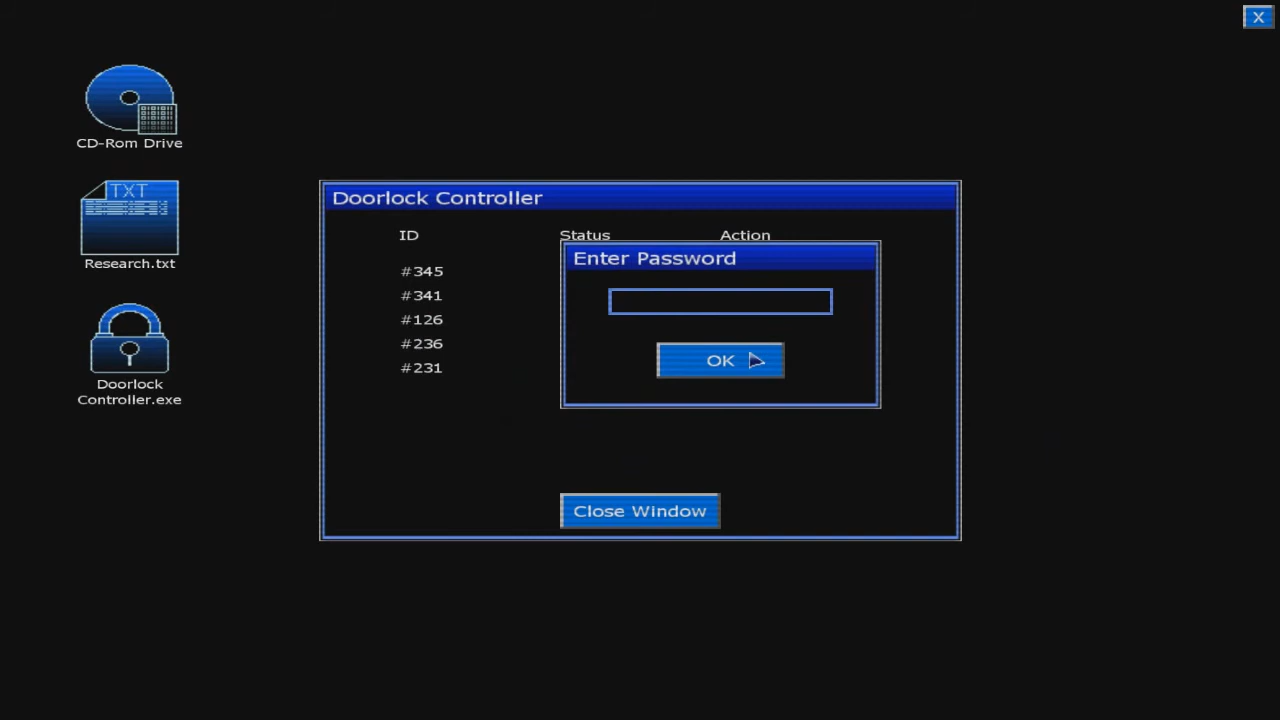 X
CD-Rom Drive
TXT
Research.txt
Doorlock
Controller.exe
Doorlock Controller
ID Status Action
#345
#341
#126
#236
#231
Enter Password
OK
Close Window